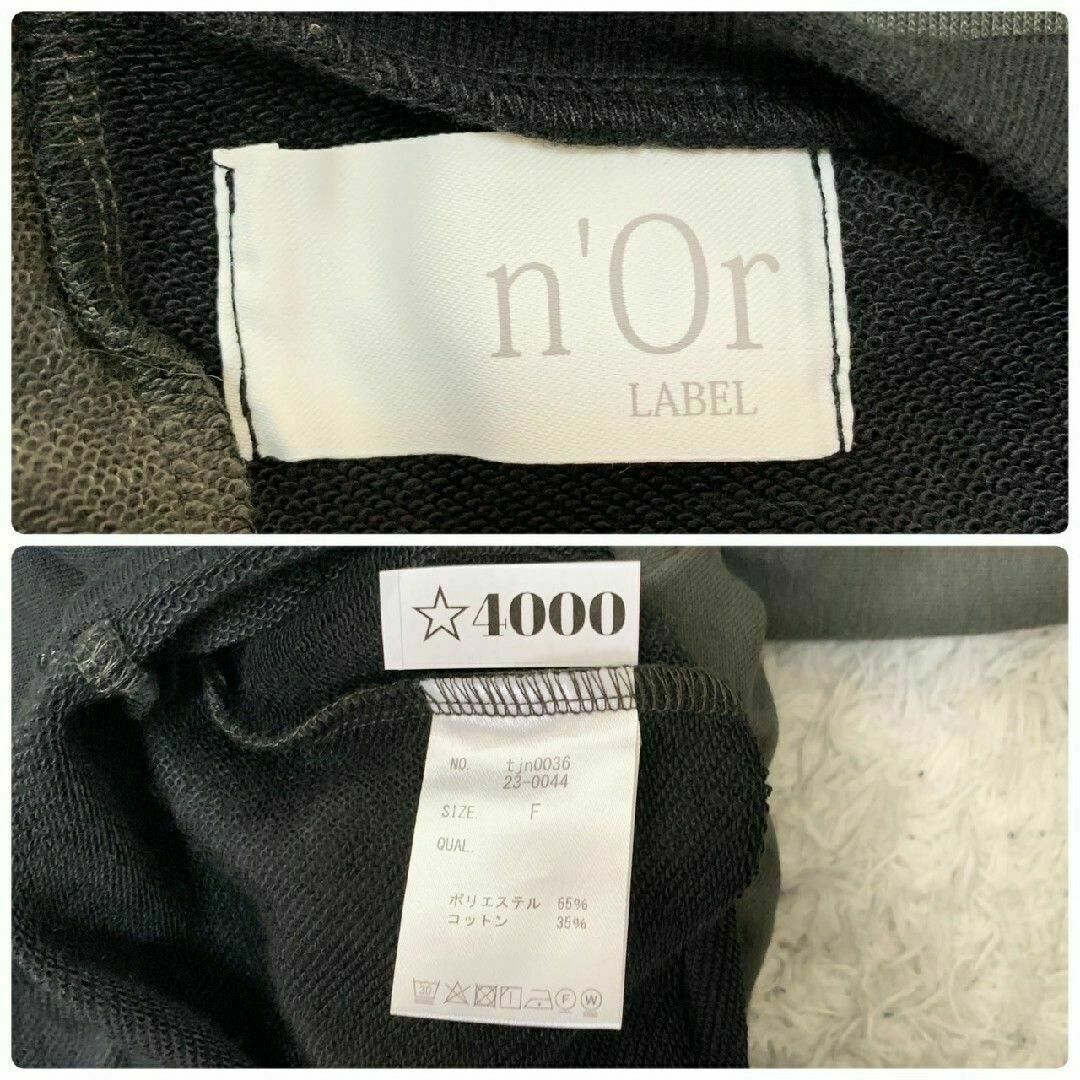 n'Or
LABEL
☆4000
NO. tjn0036
23-0044
SIZE. F
QUAL.
ポリエステル 65%
コットン 35%
30 F W